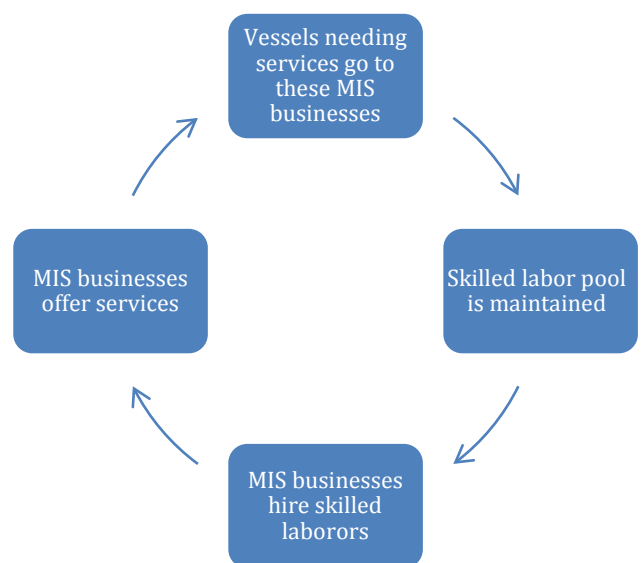 Vessels needing
services go to
these MIS
businesses
MIS businesses
offer services
Skilled labor pool
is maintained
MIS businesses
hire skilled
laborors